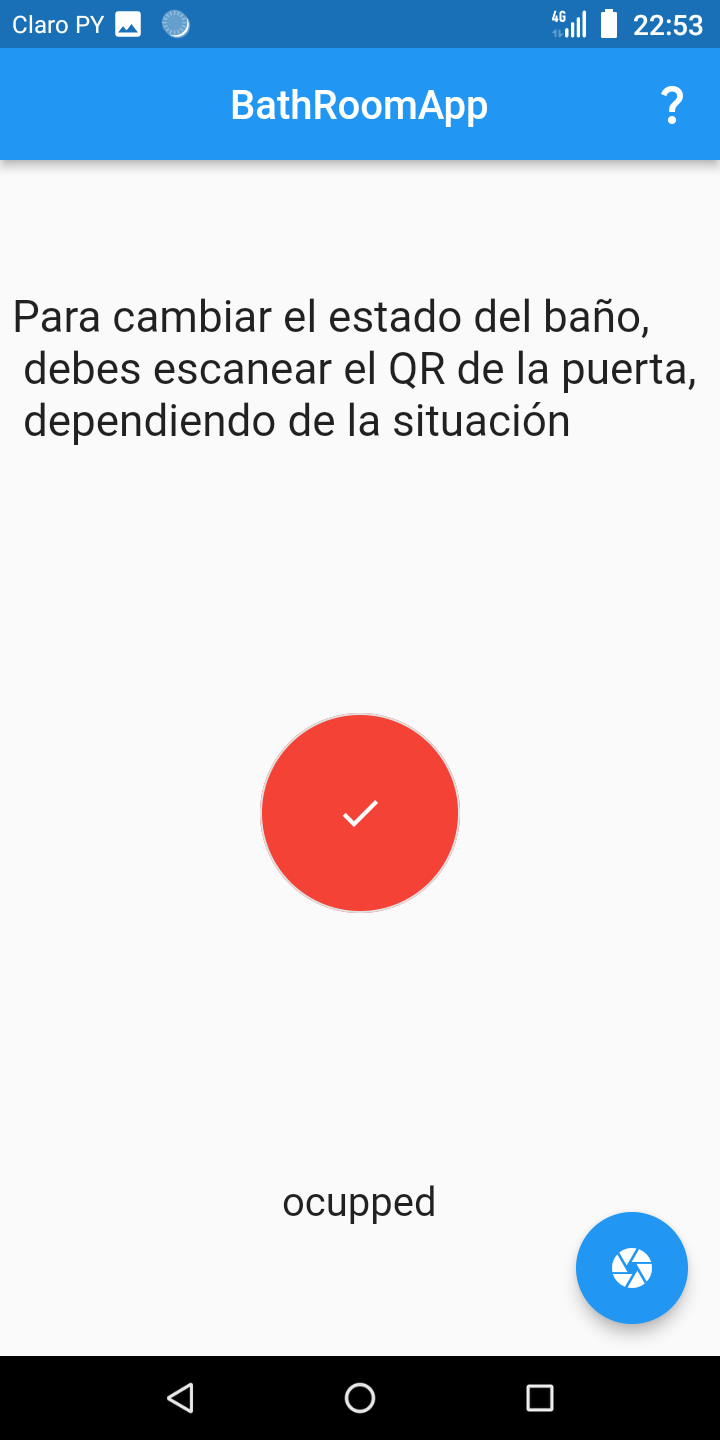 Claro PY 4G 22:53
BathRoomApp ?
Para cambiar el estado del baño,
debes escanear el QR de la puerta,
dependiendo de la situación
ocupped